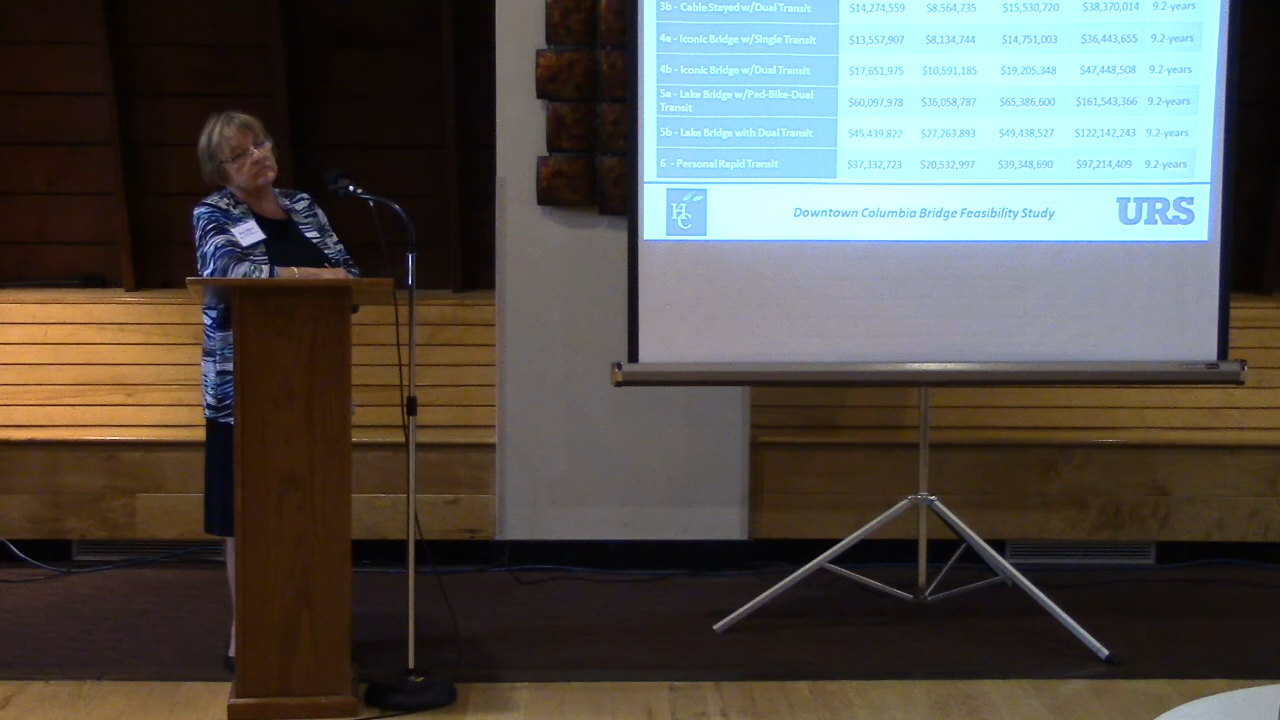 3b - Cable Stayed w/Dual Transit $14,274,559 $8,564,735 $15,530,720 $38,370,014 9.2-years
4a - Iconic Bridge w/Single Transit $13,557,907 $8,134,744 $14,751,003 $36,443,655 9.2-years
4b - Iconic Bridge w/Dual Transit $17,651,975 $10,591,185 $19,205,348 $47,448,508 9.2-years
5a - Lake Bridge w/Ped-Bike-Dual
Transit $60,097,978 $36,058,787 $65,386,600 $161,543,366 9.2-years
5b - Lake Bridge with Dual Transit $45,439,822 $27,263,893 $49,438,527 $122,142,243 9.2-years
6 - Personal Rapid Transit $37,332,723 $20,532,997 $39,348,690 $97,214,409 9.2-years
HC Downtown Columbia Bridge Feasibility Study URS